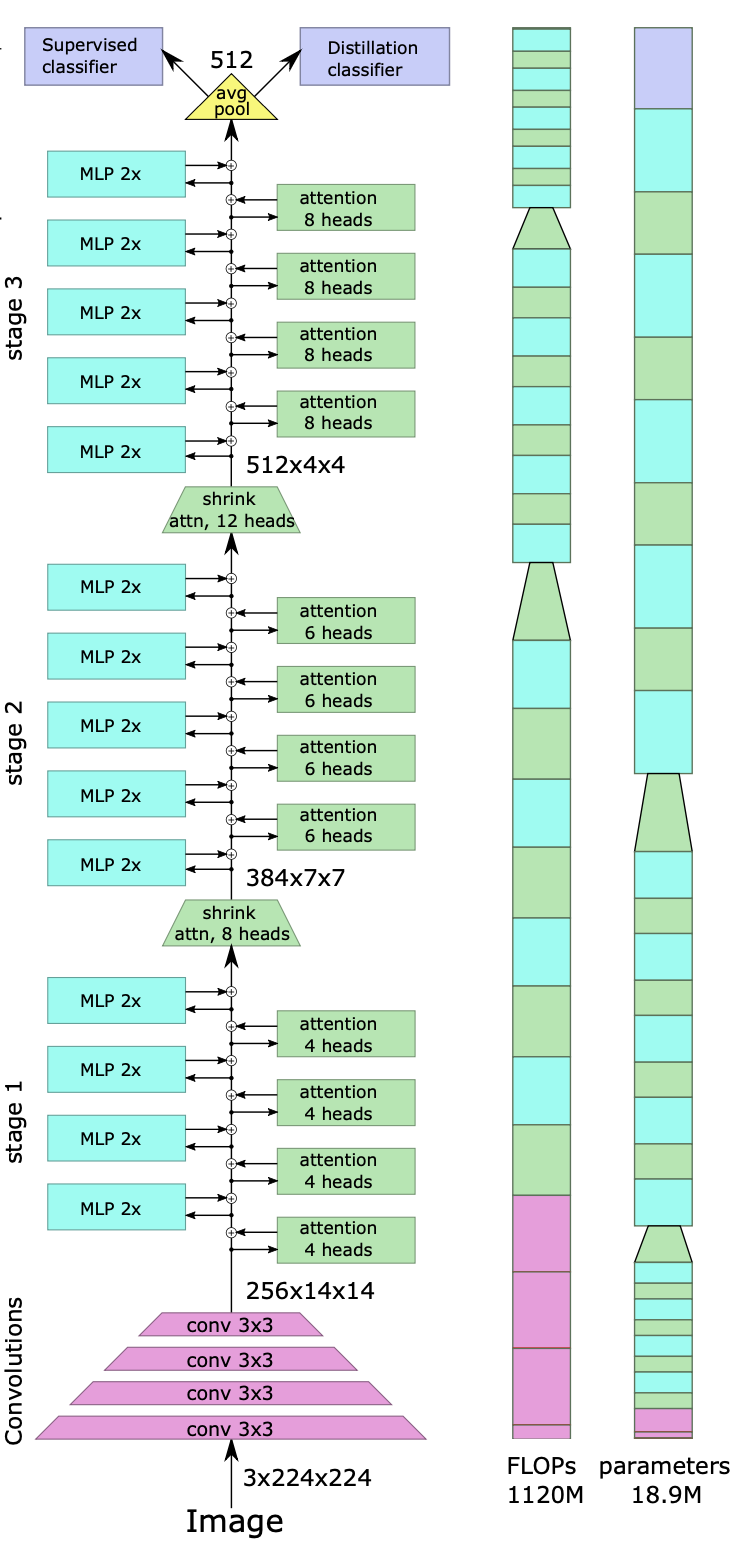 Supervised
classifier
512
Distillation
classifier
avg
pool
stage 3
MLP 2x
attention
8 heads
MLP 2x
attention
8 heads
MLP 2x
attention
8 heads
MLP 2x
attention
8 heads
MLP 2x
512x4x4
shrink
attn, 12 heads
stage 2
MLP 2x
attention
6 heads
MLP 2x
attention
6 heads
MLP 2x
attention
6 heads
MLP 2x
attention
6 heads
MLP 2x
384x7x7
shrink
attn, 8 heads
stage 1
MLP 2x
attention
4 heads
MLP 2x
attention
4 heads
MLP 2x
attention
4 heads
MLP 2x
attention
4 heads
256x14x14
Convolutions
conv 3x3
conv 3x3
conv 3x3
conv 3x3
3x224x224
Image
FLOPs
1120M
parameters
18.9M